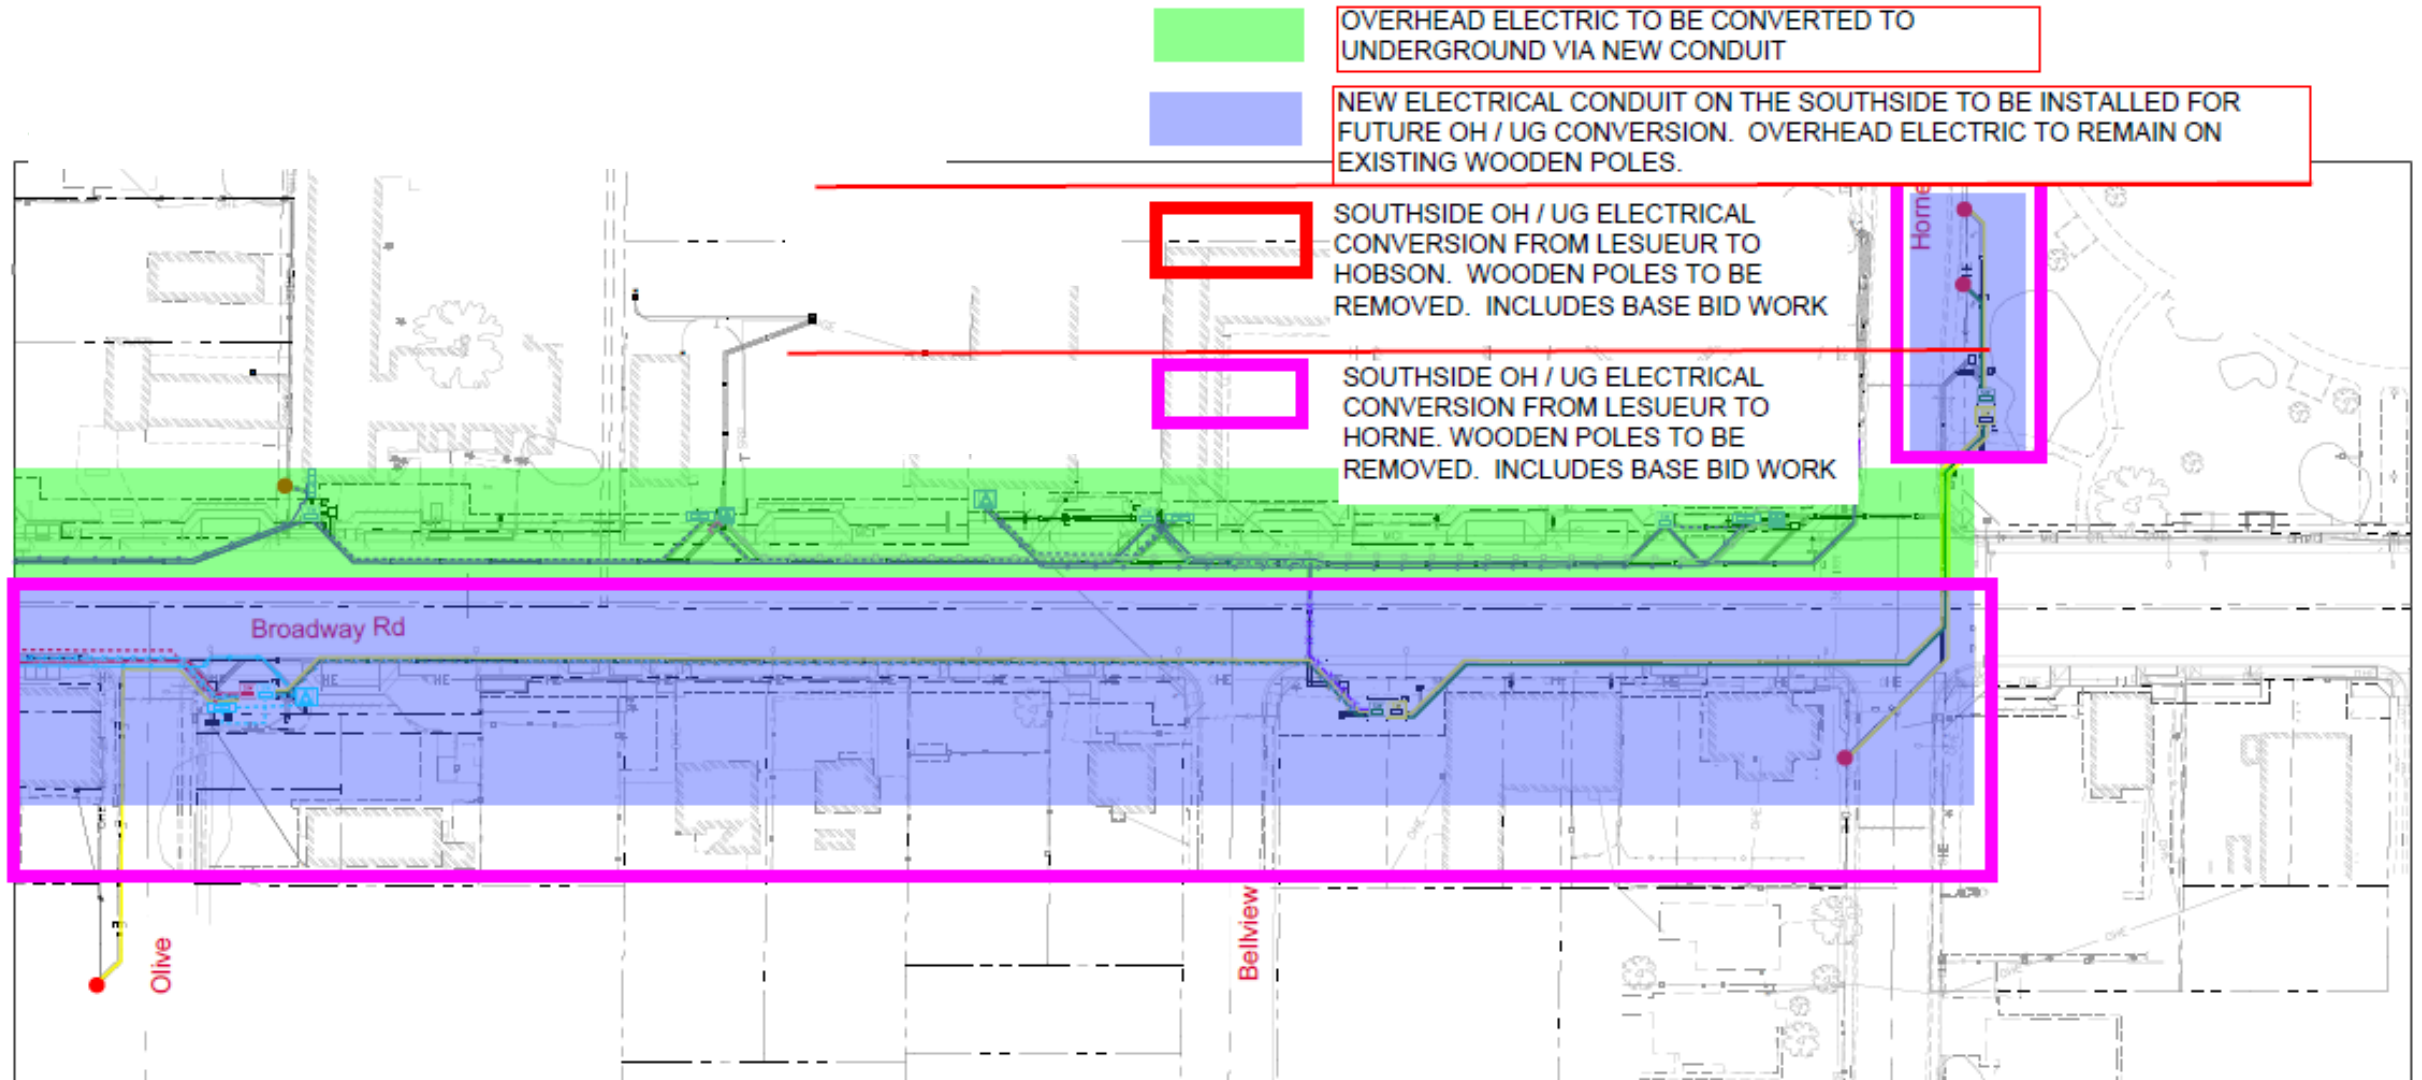 OVERHEAD ELECTRIC TO BE CONVERTED TO
UNDERGROUND VIA NEW CONDUIT
NEW ELECTRICAL CONDUIT ON THE SOUTHSIDE TO BE INSTALLED FOR
FUTURE OH / UG CONVERSION.  OVERHEAD ELECTRIC TO REMAIN ON
EXISTING WOODEN POLES.
SOUTHSIDE OH / UG ELECTRICAL
CONVERSION FROM LESUEUR TO
HOBSON.  WOODEN POLES TO BE
REMOVED.  INCLUDES BASE BID WORK
Horne
SOUTHSIDE OH / UG ELECTRICAL
CONVERSION FROM LESUEUR TO
HORNE. WOODEN POLES TO BE
REMOVED.  INCLUDES BASE BID WORK
Broadway Rd
Olive
Bellview